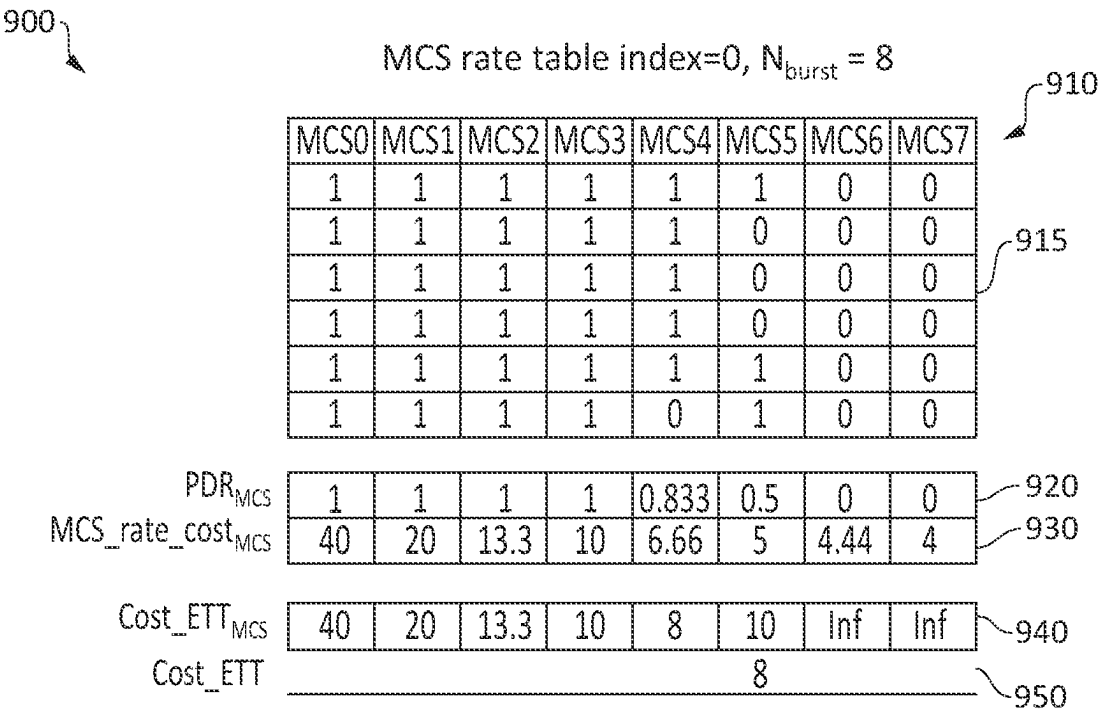 900
MCS rate table index=0, N_burst = 8
910
MCS0 MCS1 MCS2 MCS3 MCS4 MCS5 MCS6 MCS7
1 1 1 1 1 1 0 0
1 1 1 1 1 0 0 0
915
1 1 1 1 1 0 0 0
1 1 1 1 1 0 0 0
1 1 1 1 1 1 0 0
1 1 1 1 0 1 0 0
PDR_MCS 1 1 1 1 0.833 0.5 0 0 920
MCS_rate_cost_MCS 40 20 13.3 10 6.66 5 4.44 4 930
Cost_ETT_MCS 40 20 13.3 10 8 10 Inf Inf 940
Cost_ETT 8 950